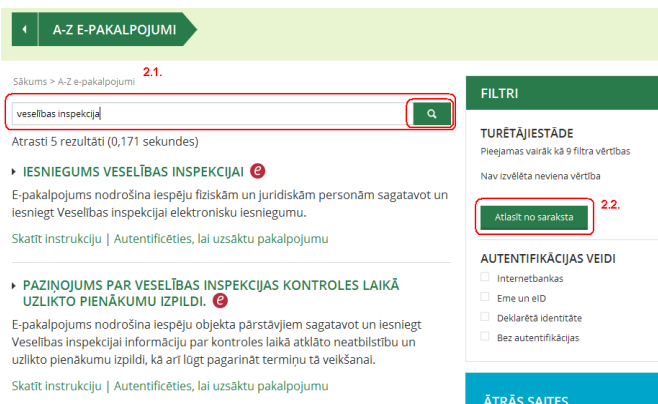 A-Z E-PAKALPOJUMI
Sākums > A-Z e-pakalpojumi
2.1.
veselības inspekcija
Atrasti 5 rezultāti (0,171 sekundes)
IESNIEGUMS VESELĪBAS INSPEKCIJAI e
E-pakalpojums nodrošina iespēju fiziskām un juridiskām personām sagatavot un
iesniegt Veselības inspekcijai elektronisku iesniegumu.
Skatīt instrukciju | Autentificēties, lai uzsāktu pakalpojumu
PAZIŅOJUMS PAR VESELĪBAS INSPEKCIJAS KONTROLES LAIKĀ
UZLIKTO PIENĀKUMU IZPILDI. e
E-pakalpojums nodrošina iespēju objekta pārstāvjiem sagatavot un iesniegt
Veselības inspekcijai informāciju par kontroles laikā atklāto neatbilstību un
uzlikto pienākumu izpildi, kā arī lūgt pagarināt termiņu tā veikšanai.
Skatīt instrukciju | Autentificēties, lai uzsāktu pakalpojumu
FILTRI
TURĒTĀJIESTĀDE
Pieejamas vairāk kā 9 filtra vērtības
Nav izvēlēta neviena vērtība
2.2.
Atlasīt no saraksta
AUTENTIFIKĀCIJAS VEIDI
Internetbankas
Eme un eID
Deklarētā identitāte
Bez autentifikācijas
ĀTRĀS SAITES